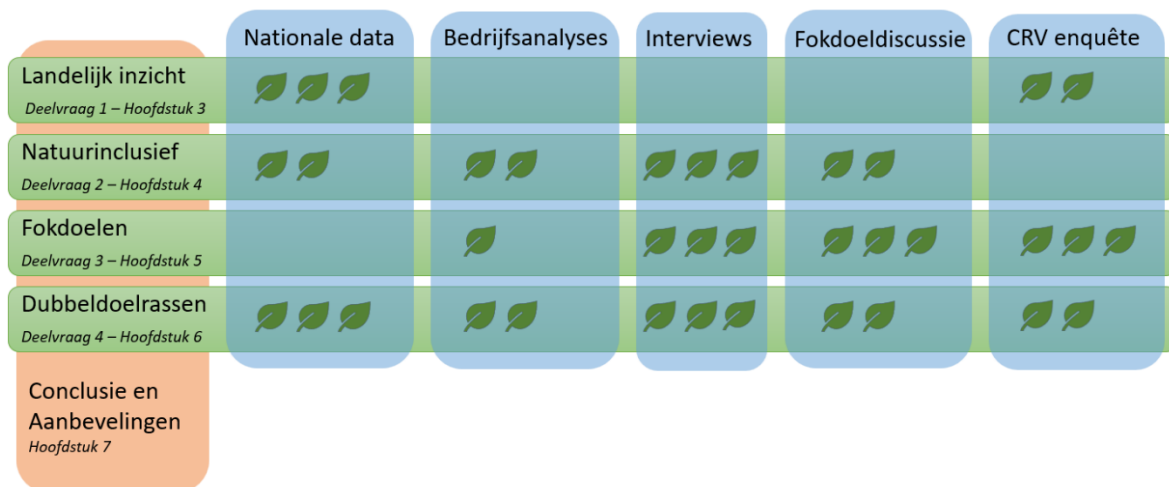 Nationale data
Bedrijfsanalyses
Interviews
Fokdoeldiscussie
CRV enquête
Landelijk inzicht
Deelvraag 1 – Hoofdstuk 3
Natuurinclusief
Deelvraag 2 – Hoofdstuk 4
Fokdoelen
Deelvraag 3 – Hoofdstuk 5
Dubbeldoelrassen
Deelvraag 4 – Hoofdstuk 6
Conclusie en
Aanbevelingen
Hoofdstuk 7